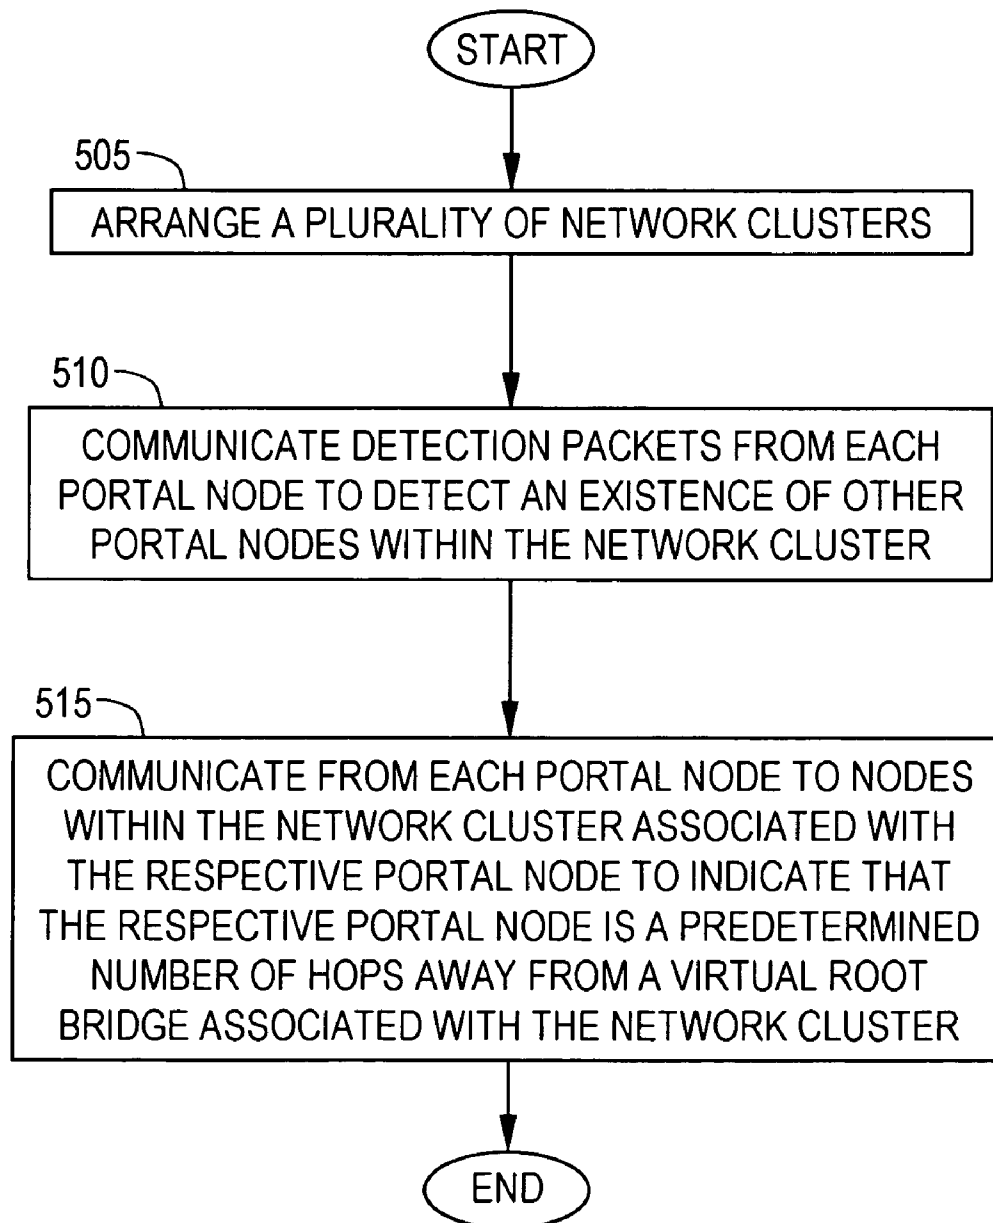 START
505
ARRANGE A PLURALITY OF NETWORK CLUSTERS
510
COMMUNICATE DETECTION PACKETS FROM EACH
PORTAL NODE TO DETECT AN EXISTENCE OF OTHER
PORTAL NODES WITHIN THE NETWORK CLUSTER
515
COMMUNICATE FROM EACH PORTAL NODE TO NODES
WITHIN THE NETWORK CLUSTER ASSOCIATED WITH
THE RESPECTIVE PORTAL NODE TO INDICATE THAT
THE RESPECTIVE PORTAL NODE IS A PREDETERMINED
NUMBER OF HOPS AWAY FROM A VIRTUAL ROOT
BRIDGE ASSOCIATED WITH THE NETWORK CLUSTER
END